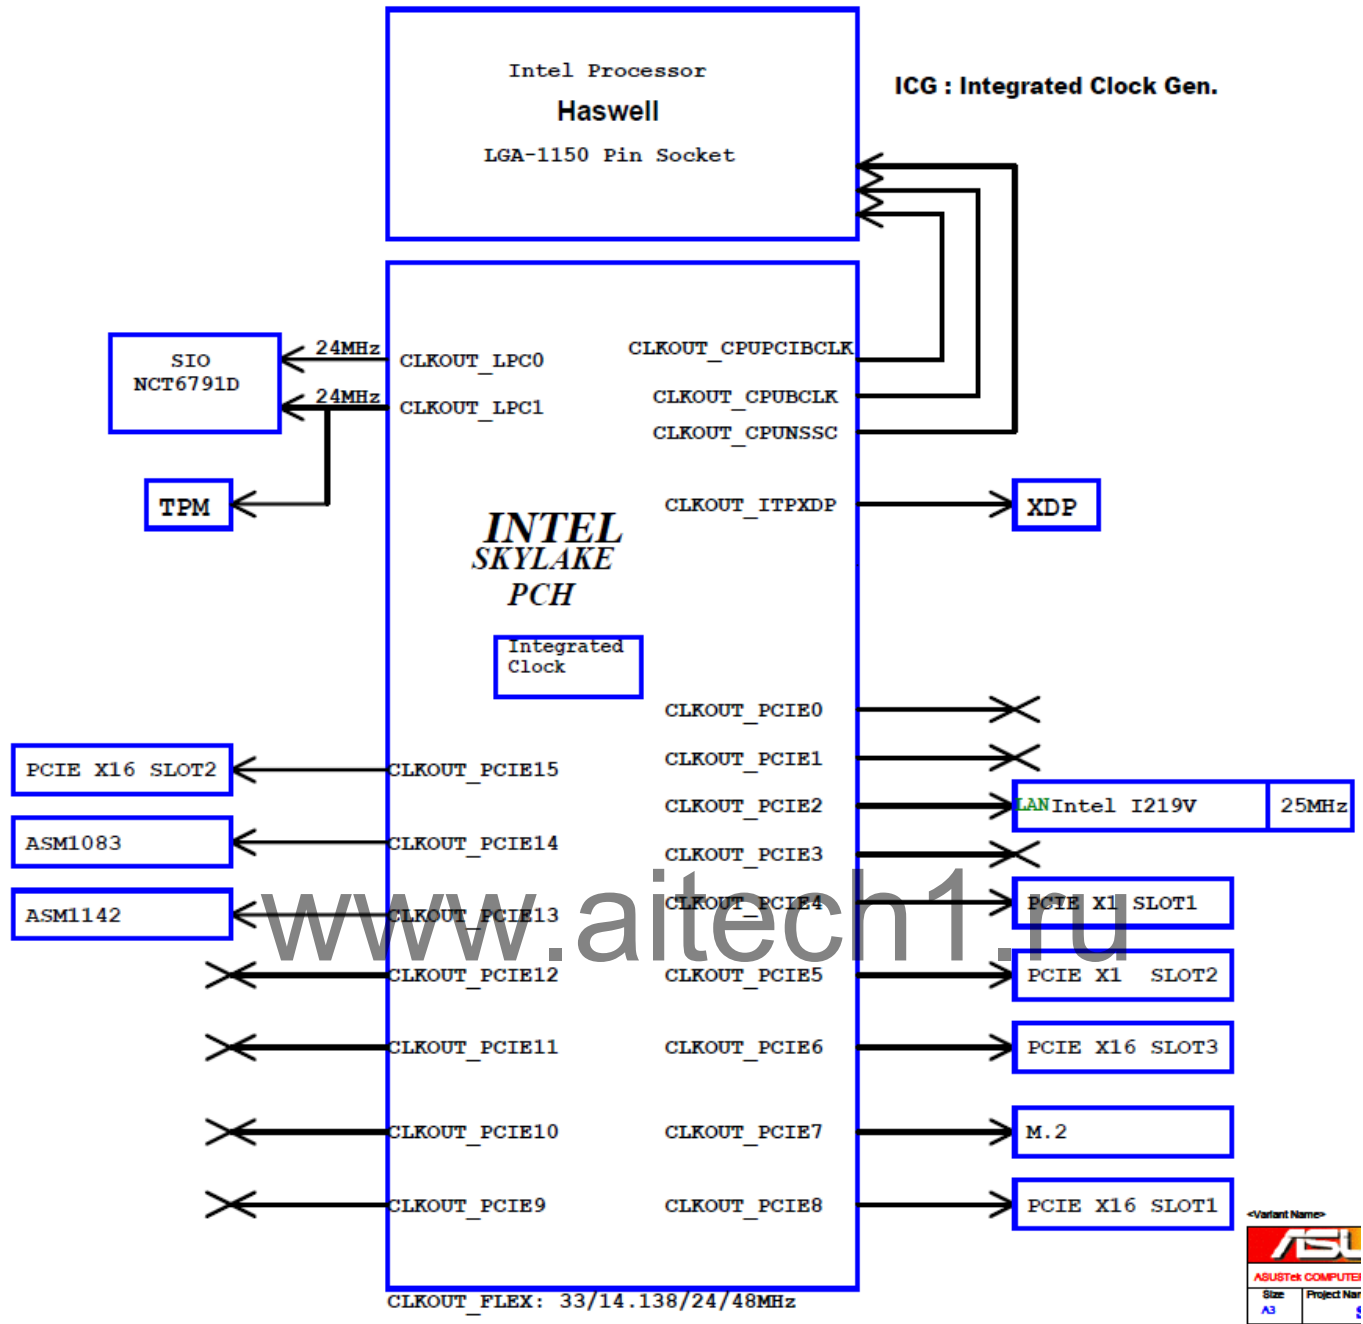 Intel Processor
Haswell
LGA-1150 Pin Socket
ICG : Integrated Clock Gen.
SIO
NCT6791D
24MHz
CLKOUT_LPC0
24MHz
CLKOUT_LPC1
TPM
CLKOUT_CPUPCIBCLK
CLKOUT_CPUBCLK
CLKOUT_CPUNSSC
CLKOUT_ITPXDP
XDP
INTEL
SKYLAKE
PCH
Integrated
Clock
CLKOUT_PCIE0
CLKOUT_PCIE1
CLKOUT_PCIE2
LAN Intel I219V
25MHz
CLKOUT_PCIE3
CLKOUT_PCIE4
PCIE X1 SLOT1
CLKOUT_PCIE5
PCIE X1 SLOT2
CLKOUT_PCIE6
PCIE X16 SLOT3
CLKOUT_PCIE7
M.2
CLKOUT_PCIE8
PCIE X16 SLOT1
PCIE X16 SLOT2
CLKOUT_PCIE15
ASM1083
CLKOUT_PCIE14
ASM1142
CLKOUT_PCIE13
CLKOUT_PCIE12
CLKOUT_PCIE11
CLKOUT_PCIE10
CLKOUT_PCIE9
www.aitech1.ru
CLKOUT_FLEX: 33/14.138/24/48MHz
<Variant Name>
ASUSTek COMPUTER
Size
A3
Project